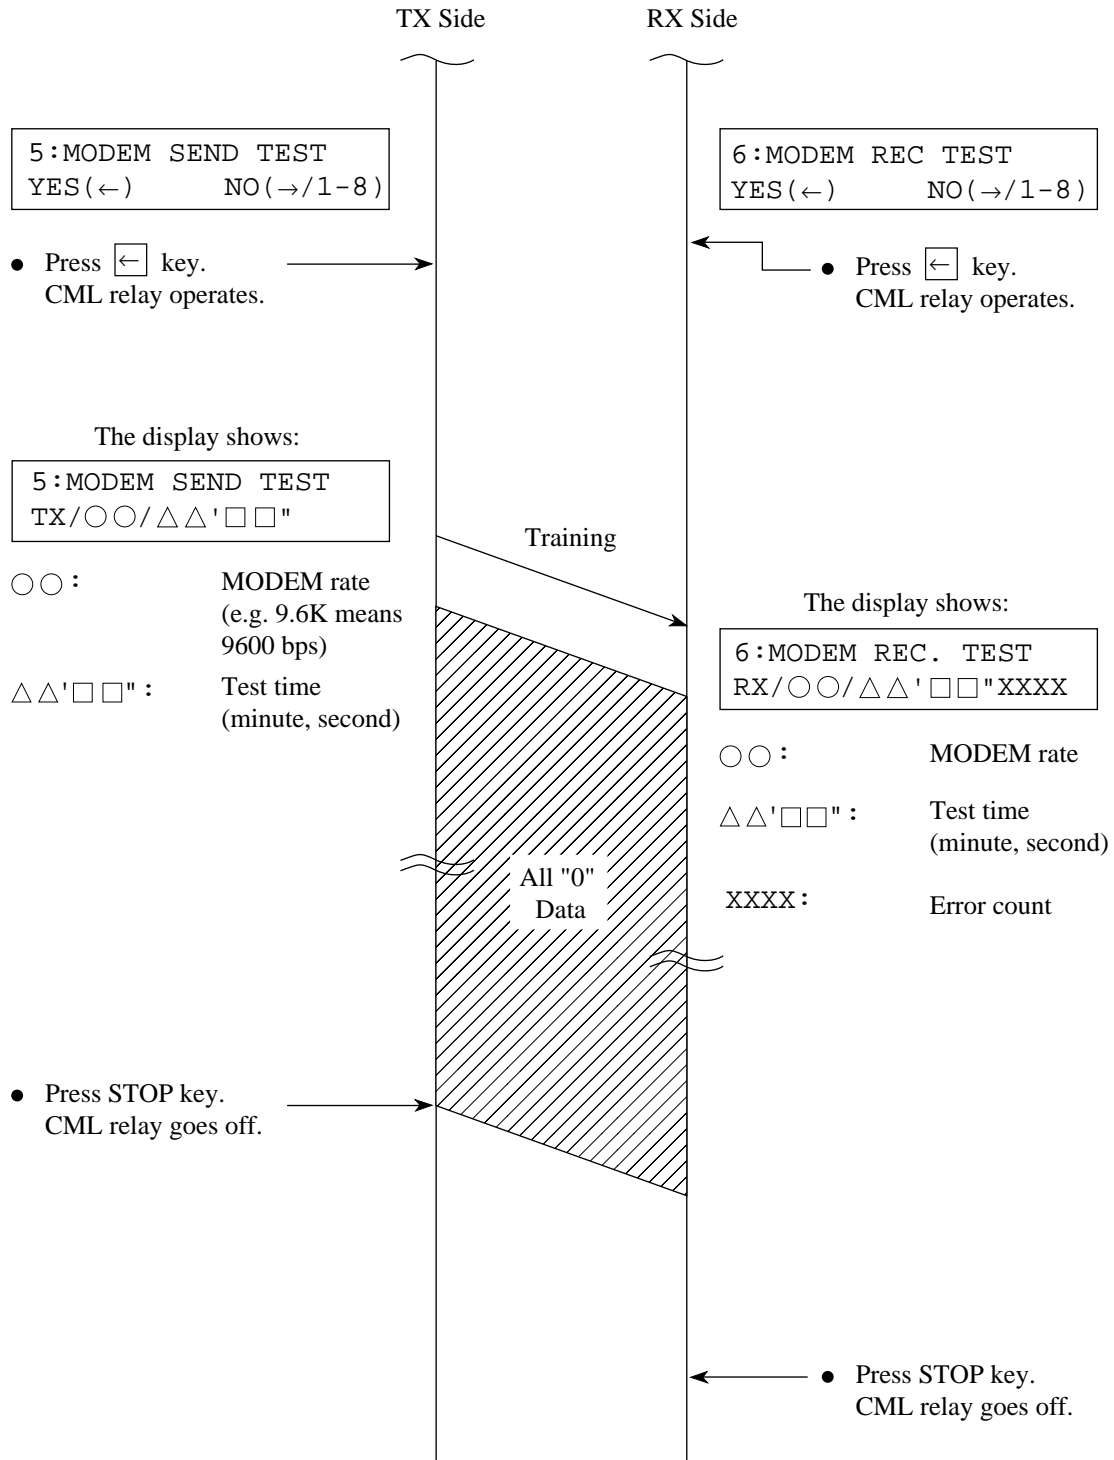 TX Side
RX Side
5:MODEM SEND TEST
YES(←) NO(→/1-8)
6:MODEM REC TEST
YES(←) NO(→/1-8)
● Press ← key.
CML relay operates.
● Press ← key.
CML relay operates.
The display shows:
5:MODEM SEND TEST
TX/○○/△△'□□"
○○: MODEM rate
(e.g. 9.6K means
9600 bps)
△△'□□": Test time
(minute, second)
Training
The display shows:
6:MODEM REC. TEST
RX/○○/△△'□□"XXXX
○○: MODEM rate
△△'□□": Test time
(minute, second)
XXXX: Error count
All "0"
Data
● Press STOP key.
CML relay goes off.
● Press STOP key.
CML relay goes off.